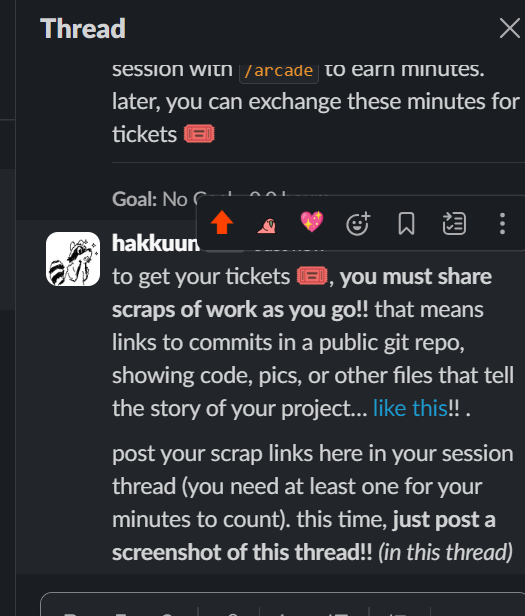 Thread
session with /arcade to earn minutes.
later, you can exchange these minutes for
tickets
Goal: No
hakkuun
to get your tickets , you must share
scraps of work as you go!! that means
links to commits in a public git repo,
showing code, pics, or other files that tell
the story of your project... like this!! .
post your scrap links here in your session
thread (you need at least one for your
minutes to count). this time, just post a
screenshot of this thread!! (in this thread)